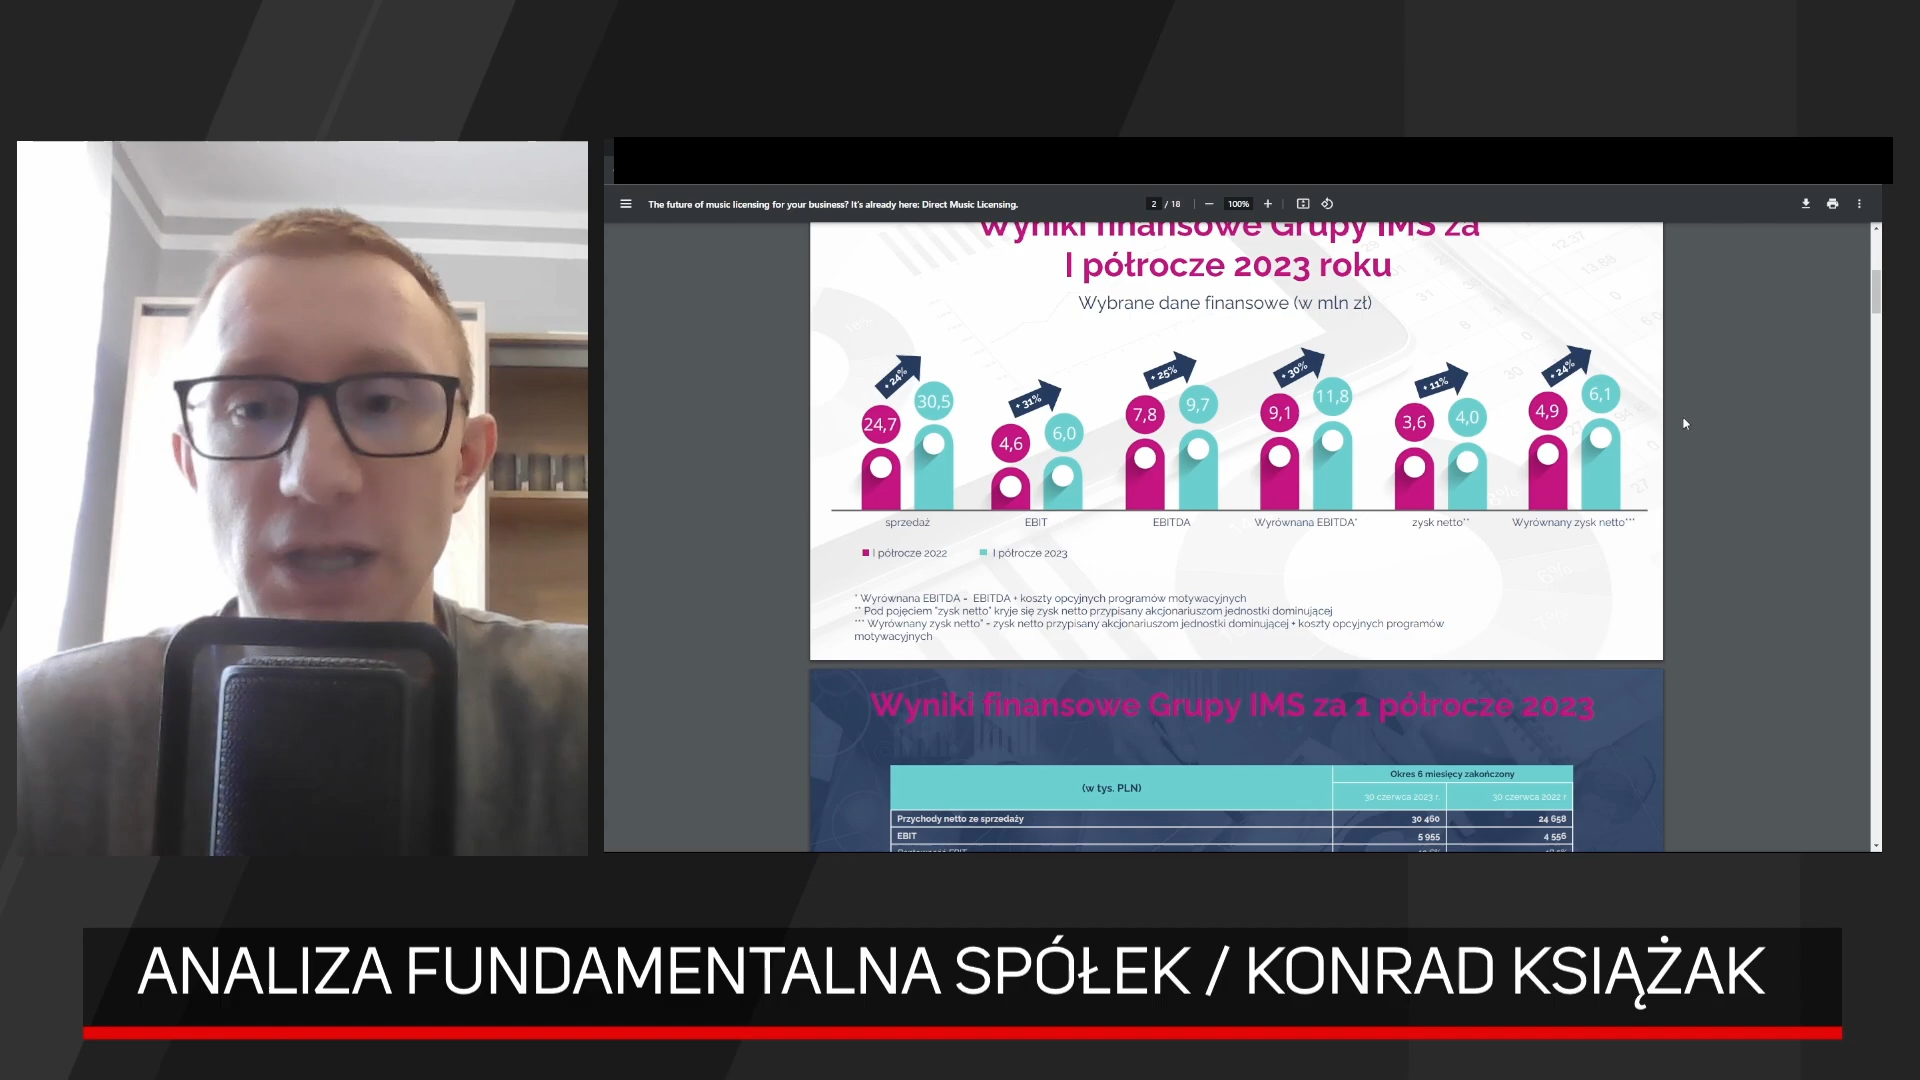 The future of music licensing for your business? It's already here: Direct Music Licensing.
2 / 18
100%
Wyniki finansowe Grupy IMS za
I półrocze 2023 roku
Wybrane dane finansowe (w mln zł)
+ 24%
+ 31%
+ 25%
+ 30%
+ 11%
+ 24%
24,7 30,5
4,6 6,0
7,8 9,7
9,1 11,8
3,6 4,0
4,9 6,1
sprzedaż EBIT EBITDA Wyrównana EBITDA* zysk netto** Wyrównany zysk netto***
I półrocze 2022 I półrocze 2023
* Wyrównana EBITDA = EBITDA + koszty opcyjnych programów motywacyjnych
** Pod pojęciem "zysk netto" kryje się zysk netto przypisany akcjonariuszom jednostki dominującej
*** Wyrównany zysk netto" = zysk netto przypisany akcjonariuszom jednostki dominującej + koszty opcyjnych programów
motywacyjnych
Wyniki finansowe Grupy IMS za 1 półrocze 2023
(w tys. PLN)
Okres 6 miesięcy zakończony
30 czerwca 2023 r. 30 czerwca 2022 r
Przychody netto ze sprzedaży 30 460 24 658
EBIT 5 955 4 556
ANALIZA FUNDAMENTALNA SPÓŁEK / KONRAD KSIĄŻAK